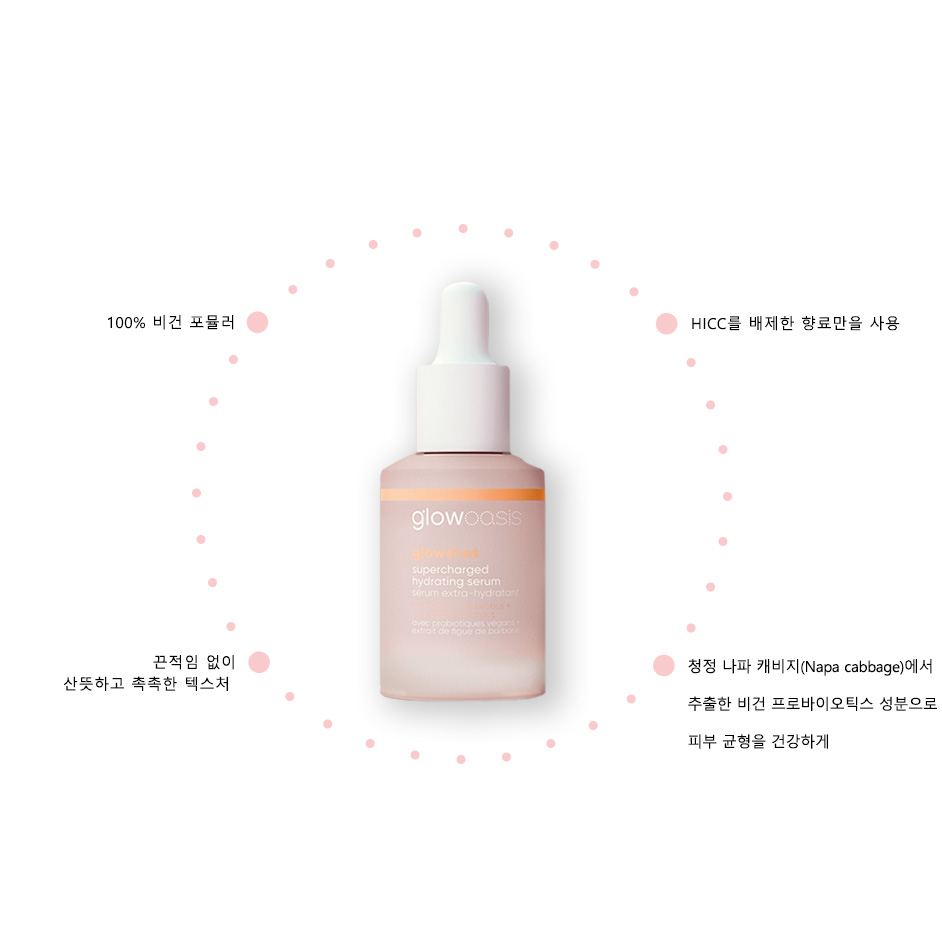 100% 비건 포뮬러
HICC를 배제한 향료만을 사용
glowoasis
supercharged
hydrating serum
sérum extra-hydratant
avec probiotiques végans +
extrait de figue de barbarie
끈적임 없이
산뜻하고 촉촉한 텍스처
청정 나파 캐비지(Napa cabbage)에서
추출한 비건 프로바이오틱스 성분으로
피부 균형을 건강하게